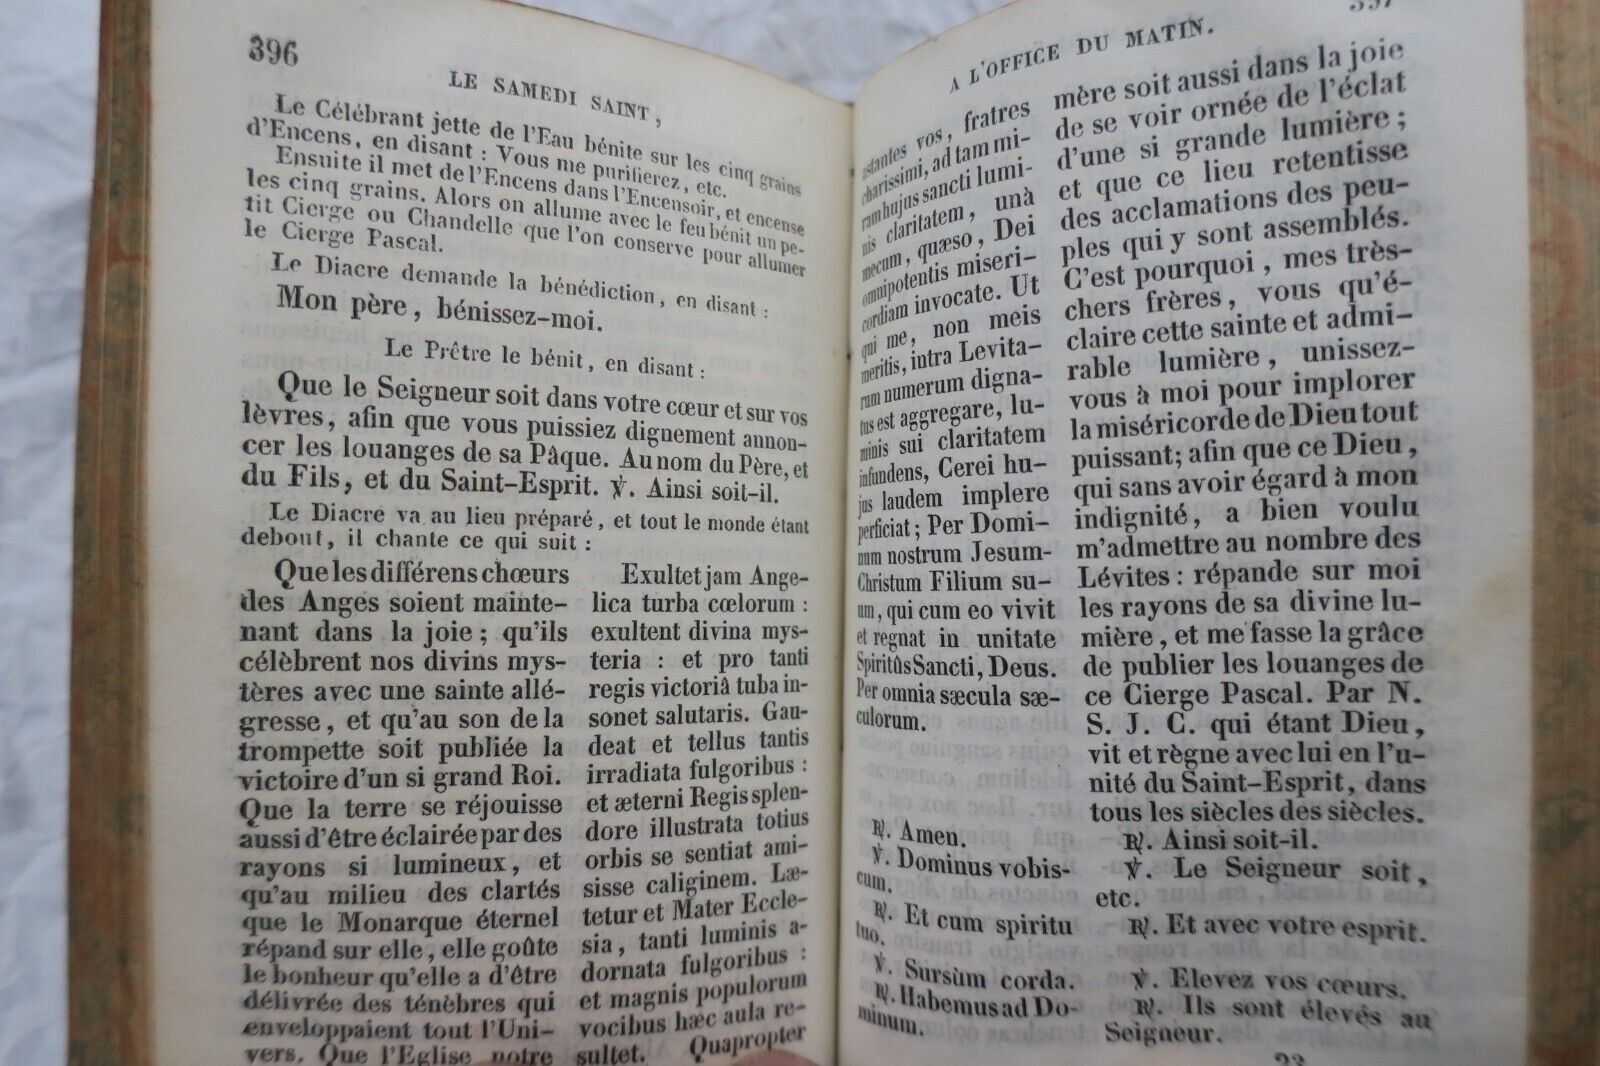 396
LE SAMEDI SAINT,
Le Célébrant jette de l'Eau bénite sur les cinq grains
d'Encens, en disant : Vous me purifierez, etc.
Ensuite il met de l'Encens dans l'Encensoir, et encense
les cinq grains. Alors on allume avec le feu bénit un pe-
tit Cierge ou Chandelle que l'on conserve pour allumer
le Cierge Pascal.
Le Diacre demande la bénédiction, en disant :
Mon père, bénissez-moi.
Le Prêtre le bénit, en disant :
Que le Seigneur soit dans votre cœur et sur vos
lèvres, afin que vous puissiez dignement annon-
cer les louanges de sa Pâque. Au nom du Père, et
du Fils, et du Saint-Esprit. ℣. Ainsi soit-il.
Le Diacre va au lieu préparé, et tout le monde étant
debout, il chante ce qui suit :
Que les différens chœurs
des Anges soient mainte-
nant dans la joie ; qu'ils
célèbrent nos divins mys-
tères avec une sainte allé-
gresse, et qu'au son de la
trompette soit publiée la
victoire d'un si grand Roi.
Que la terre se réjouisse
aussi d'être éclairée par des
rayons si lumineux, et
qu'au milieu des clartés
que le Monarque éternel
répand sur elle, elle goûte
le bonheur qu'elle a d'être
délivrée des ténèbres qui
enveloppaient tout l'Uni-
vers. Que l'Eglise notre
Exultet jam Ange-
lica turba cœlorum :
exultent divina mys-
teria : et pro tanti
regis victoriâ tuba in-
sonet salutaris. Gau-
deat et tellus tantis
irradiata fulgoribus :
et æterni Regis splen-
dore illustrata totius
orbis se sentiat ami-
sisse caliginem. Læ-
tetur et Mater Eccle-
sia, tanti luminis a-
dornata fulgoribus :
et magnis populorum
vocibus hæc aula re-
sultet. Quapropter
397
A L'OFFICE DU MATIN.
astantes vos, fratres
charissimi, ad tam mi-
ram hujus sancti lumi-
nis claritatem, unà
mecum, quæso, Dei
omnipotentis miseri-
cordiam invocate. Ut
qui me, non meis
meritis, intra Levita-
rum numerum digna-
tus est aggregare, lu-
minis sui claritatem
infundens, Cerei hu-
jus laudem implere
perficiat ; Per Domi-
num nostrum Jesum-
Christum Filium su-
um, qui cum eo vivit
et regnat in unitate
Spiritûs Sancti, Deus.
Per omnia sæcula sæ-
culorum.
℟. Amen.
℣. Dominus vobis-
cum.
℟. Et cum spiritu
tuo.
℣. Sursùm corda.
℟. Habemus ad Do-
minum.
mère soit aussi dans la joie
de se voir ornée de l'éclat
d'une si grande lumière ;
et que ce lieu retentisse
des acclamations des peu-
ples qui y sont assemblés.
C'est pourquoi, mes très-
chers frères, vous qu'é-
claire cette sainte et admi-
rable lumière, unissez-
vous à moi pour implorer
la miséricorde de Dieu tout
puissant ; afin que ce Dieu,
qui sans avoir égard à mon
indignité, a bien voulu
m'admettre au nombre des
Lévites : répande sur moi
les rayons de sa divine lu-
mière, et me fasse la grâce
de publier les louanges de
ce Cierge Pascal. Par N.
S. J. C. qui étant Dieu,
vit et règne avec lui en l'u-
nité du Saint-Esprit, dans
tous les siècles des siècles.
℟. Ainsi soit-il.
℣. Le Seigneur soit,
etc.
℟. Et avec votre esprit.
℣. Elevez vos cœurs.
℟. Ils sont élevés au
Seigneur.
23